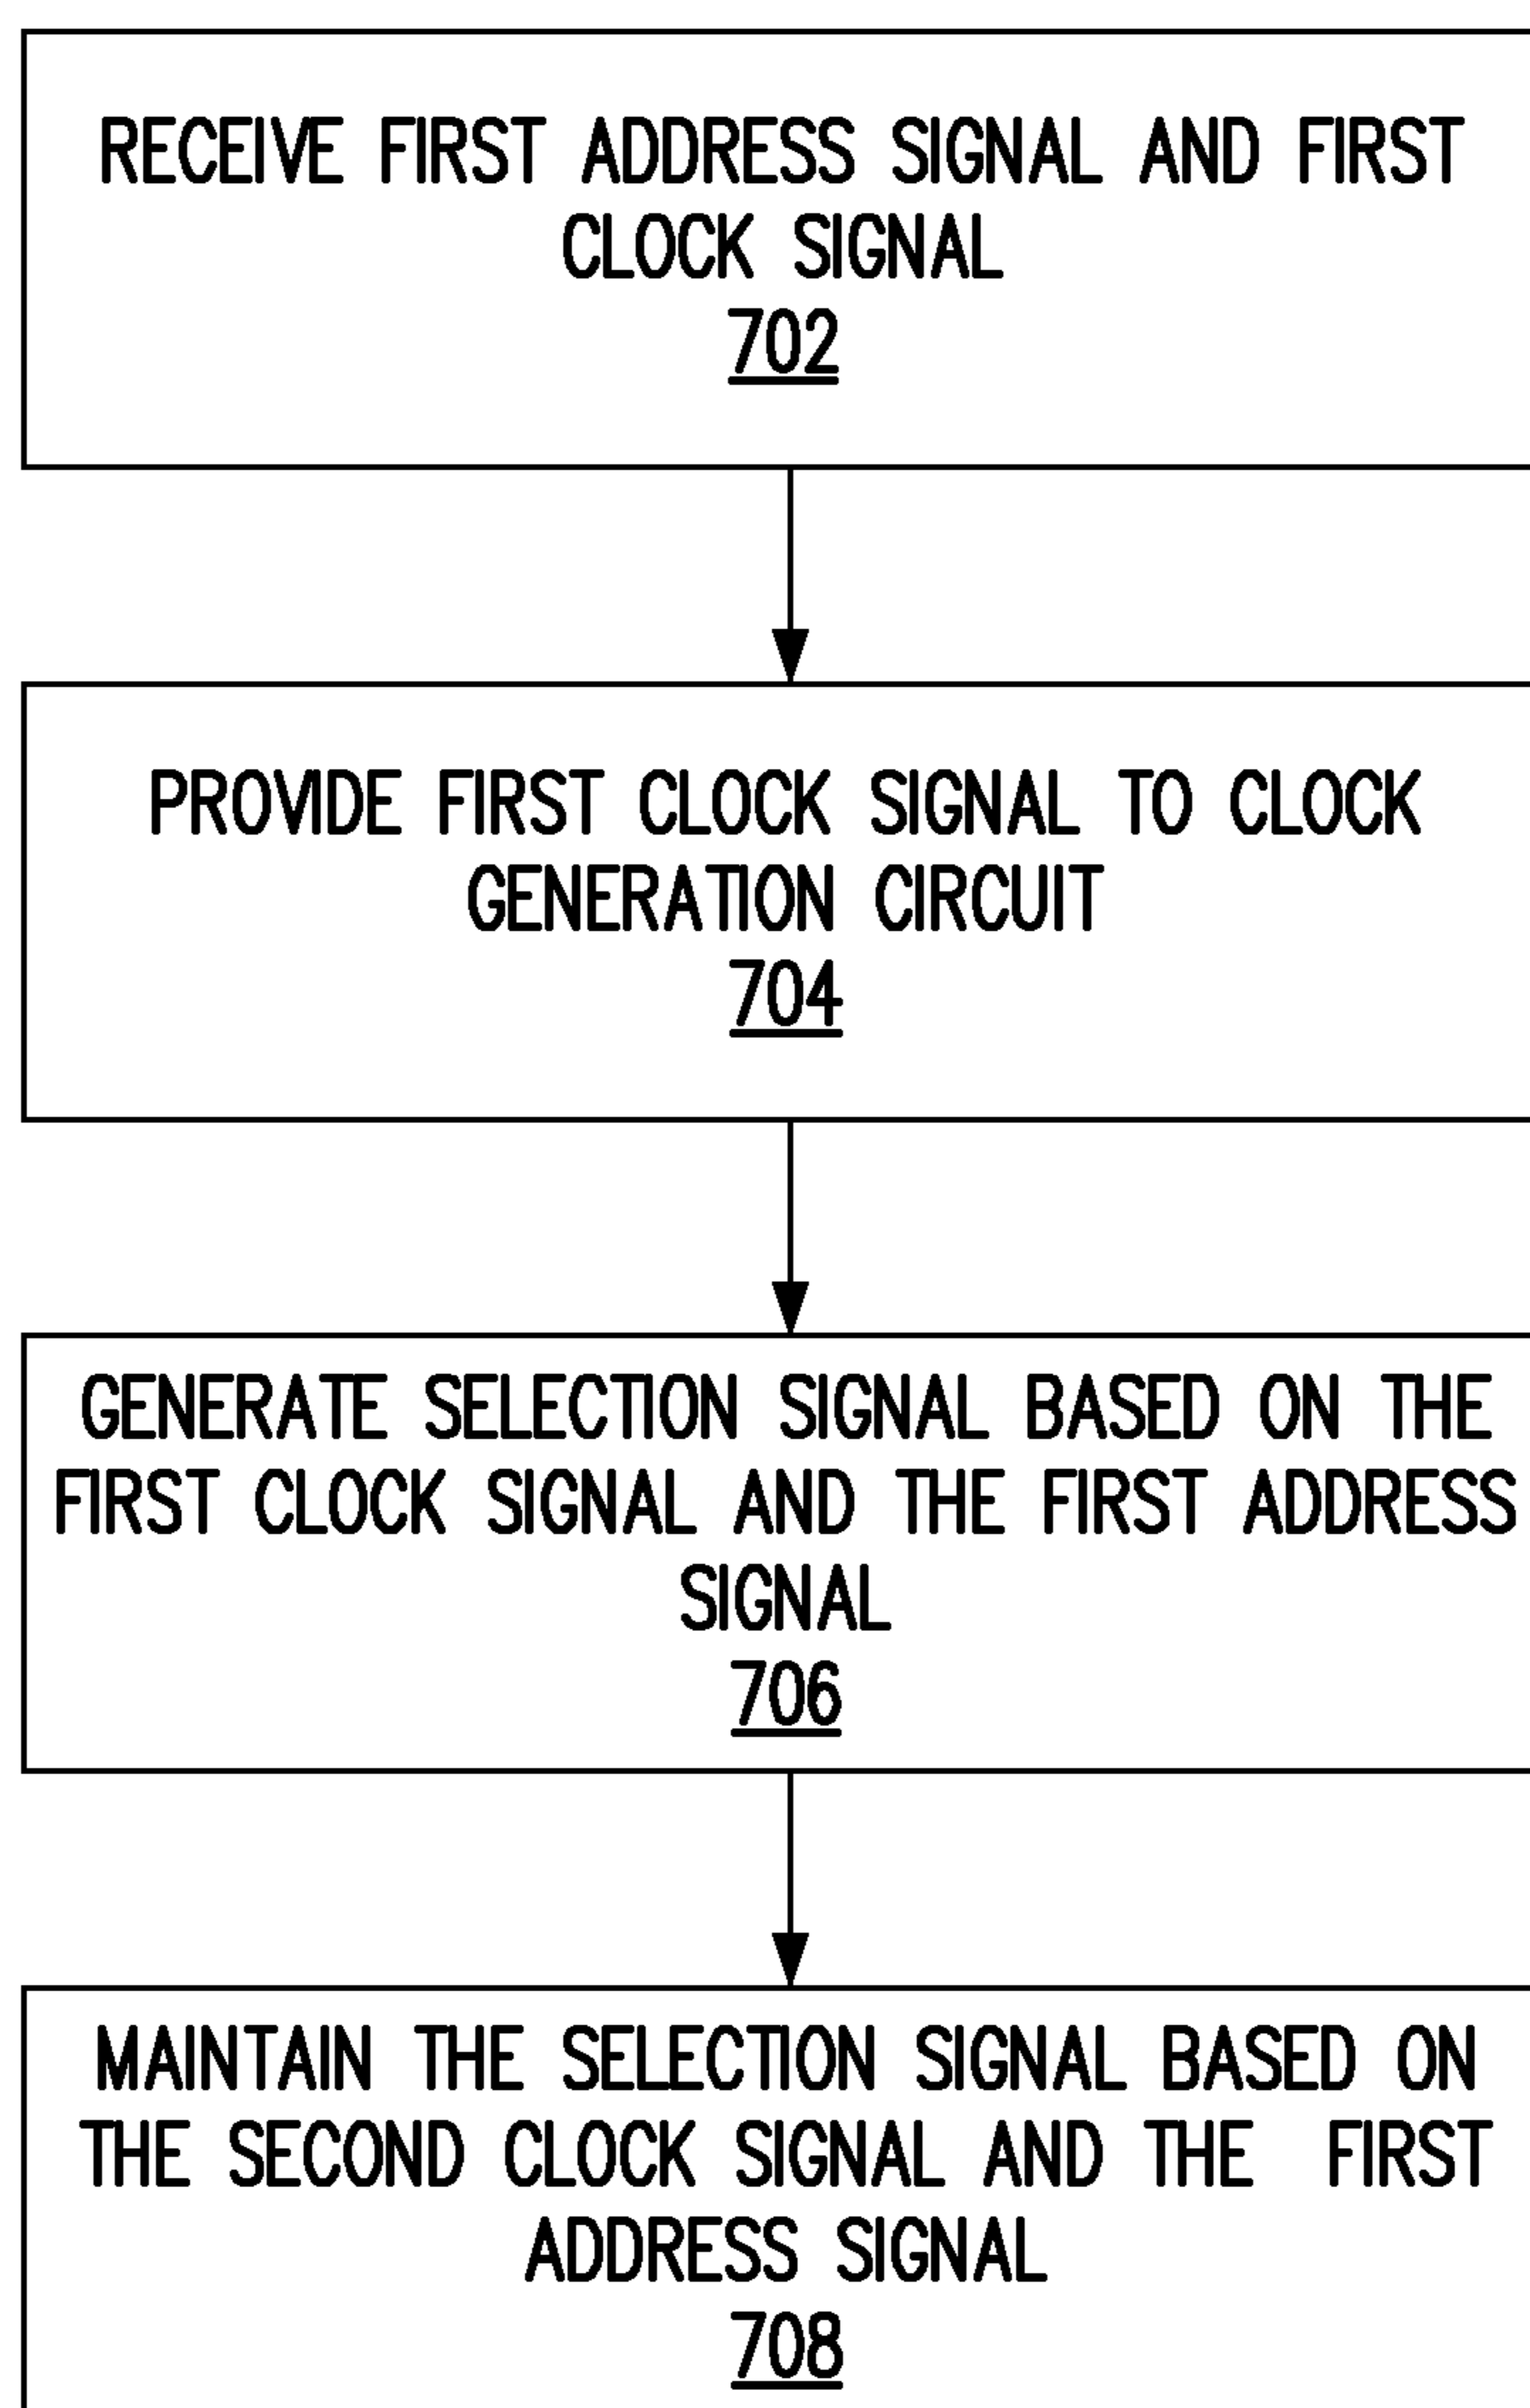 RECEIVE FIRST ADDRESS SIGNAL AND FIRST
CLOCK SIGNAL
702
PROVIDE FIRST CLOCK SIGNAL TO CLOCK
GENERATION CIRCUIT
704
GENERATE SELECTION SIGNAL BASED ON THE
FIRST CLOCK SIGNAL AND THE FIRST ADDRESS
SIGNAL
706
MAINTAIN THE SELECTION SIGNAL BASED ON
THE SECOND CLOCK SIGNAL AND THE FIRST
ADDRESS SIGNAL
708